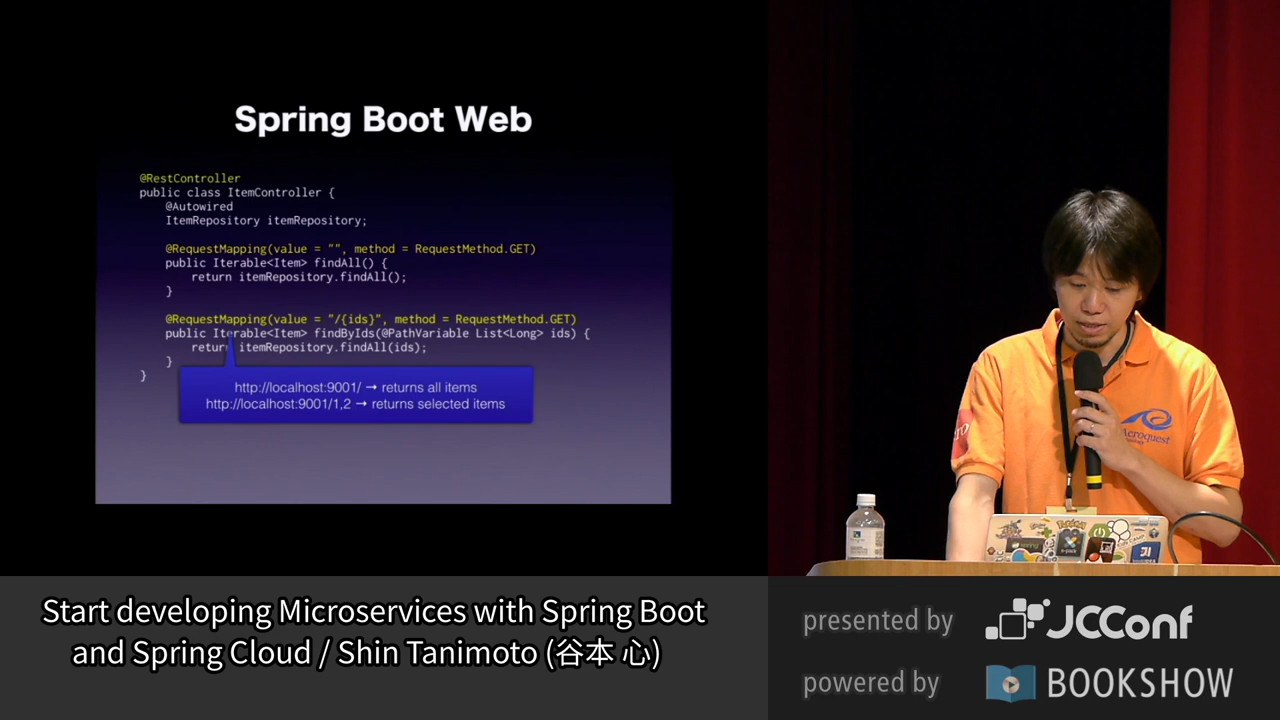 Spring Boot Web
@RestController
public class ItemController {
@Autowired
ItemRepository itemRepository;
@RequestMapping(value = "", method = RequestMethod.GET)
public Iterable<Item> findAll() {
return itemRepository.findAll();
}
@RequestMapping(value = "/{ids}", method = RequestMethod.GET)
public Iterable<Item> findByIds(@PathVariable List<Long> ids) {
return itemRepository.findAll(ids);
}
}
http://localhost:9001/ → returns all items
http://localhost:9001/1,2 → returns selected items
Acroquest
Start developing Microservices with Spring Boot
and Spring Cloud / Shin Tanimoto (谷本 心)
presented by JCConf
powered by BOOKSHOW